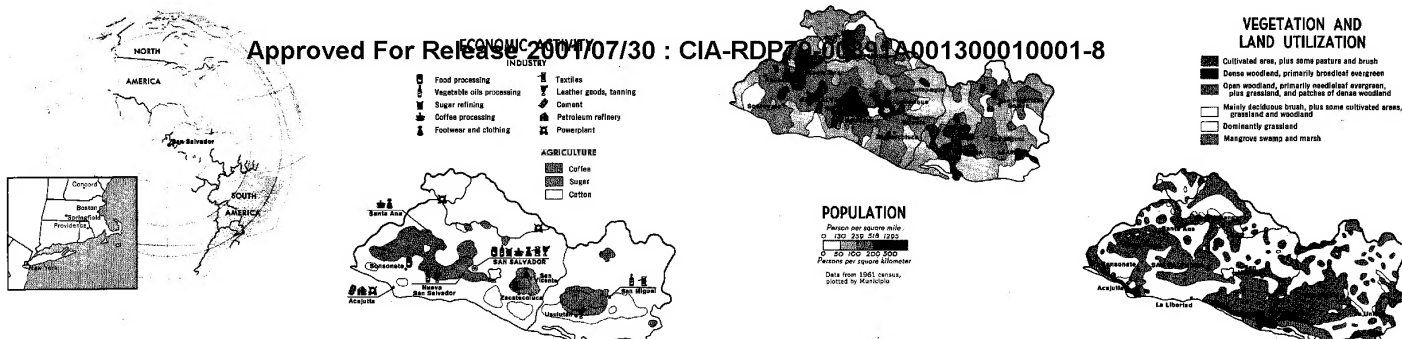 Approved For Release 2001/07/30 : CIA-RDP79-00891A001300010001-8
NORTH
AMERICA
San Salvador
SOUTH
AMERICA
Concord
Boston
Springfield
Providence
New York
ECONOMIC ACTIVITY
INDUSTRY
Food processing
Vegetable oils processing
Sugar refining
Coffee processing
Footwear and clothing
Textiles
Leather goods, tanning
Cement
Petroleum refinery
Powerplant
AGRICULTURE
Coffee
Sugar
Cotton
Santa Ana
Sonsonate
SAN SALVADOR
Nueva
San Salvador
San
Vicente
Zacatecoluca
San Miguel
Acajutla
Usulután
POPULATION
Person per square mile
0 130 259 518 1295
0 50 100 200 500
Persons per square kilometer
Data from 1961 census,
plotted by Municipio
VEGETATION AND
LAND UTILIZATION
Cultivated area, plus some pasture and brush
Dense woodland, primarily broadleaf evergreen
Open woodland, primarily needleleaf evergreen,
plus grassland, and patches of dense woodland
Mainly deciduous brush, plus some cultivated areas,
grassland and woodland
Dominantly grassland
Mangrove swamp and marsh
Santa Ana
Sonsonate
Acajutla
La Libertad